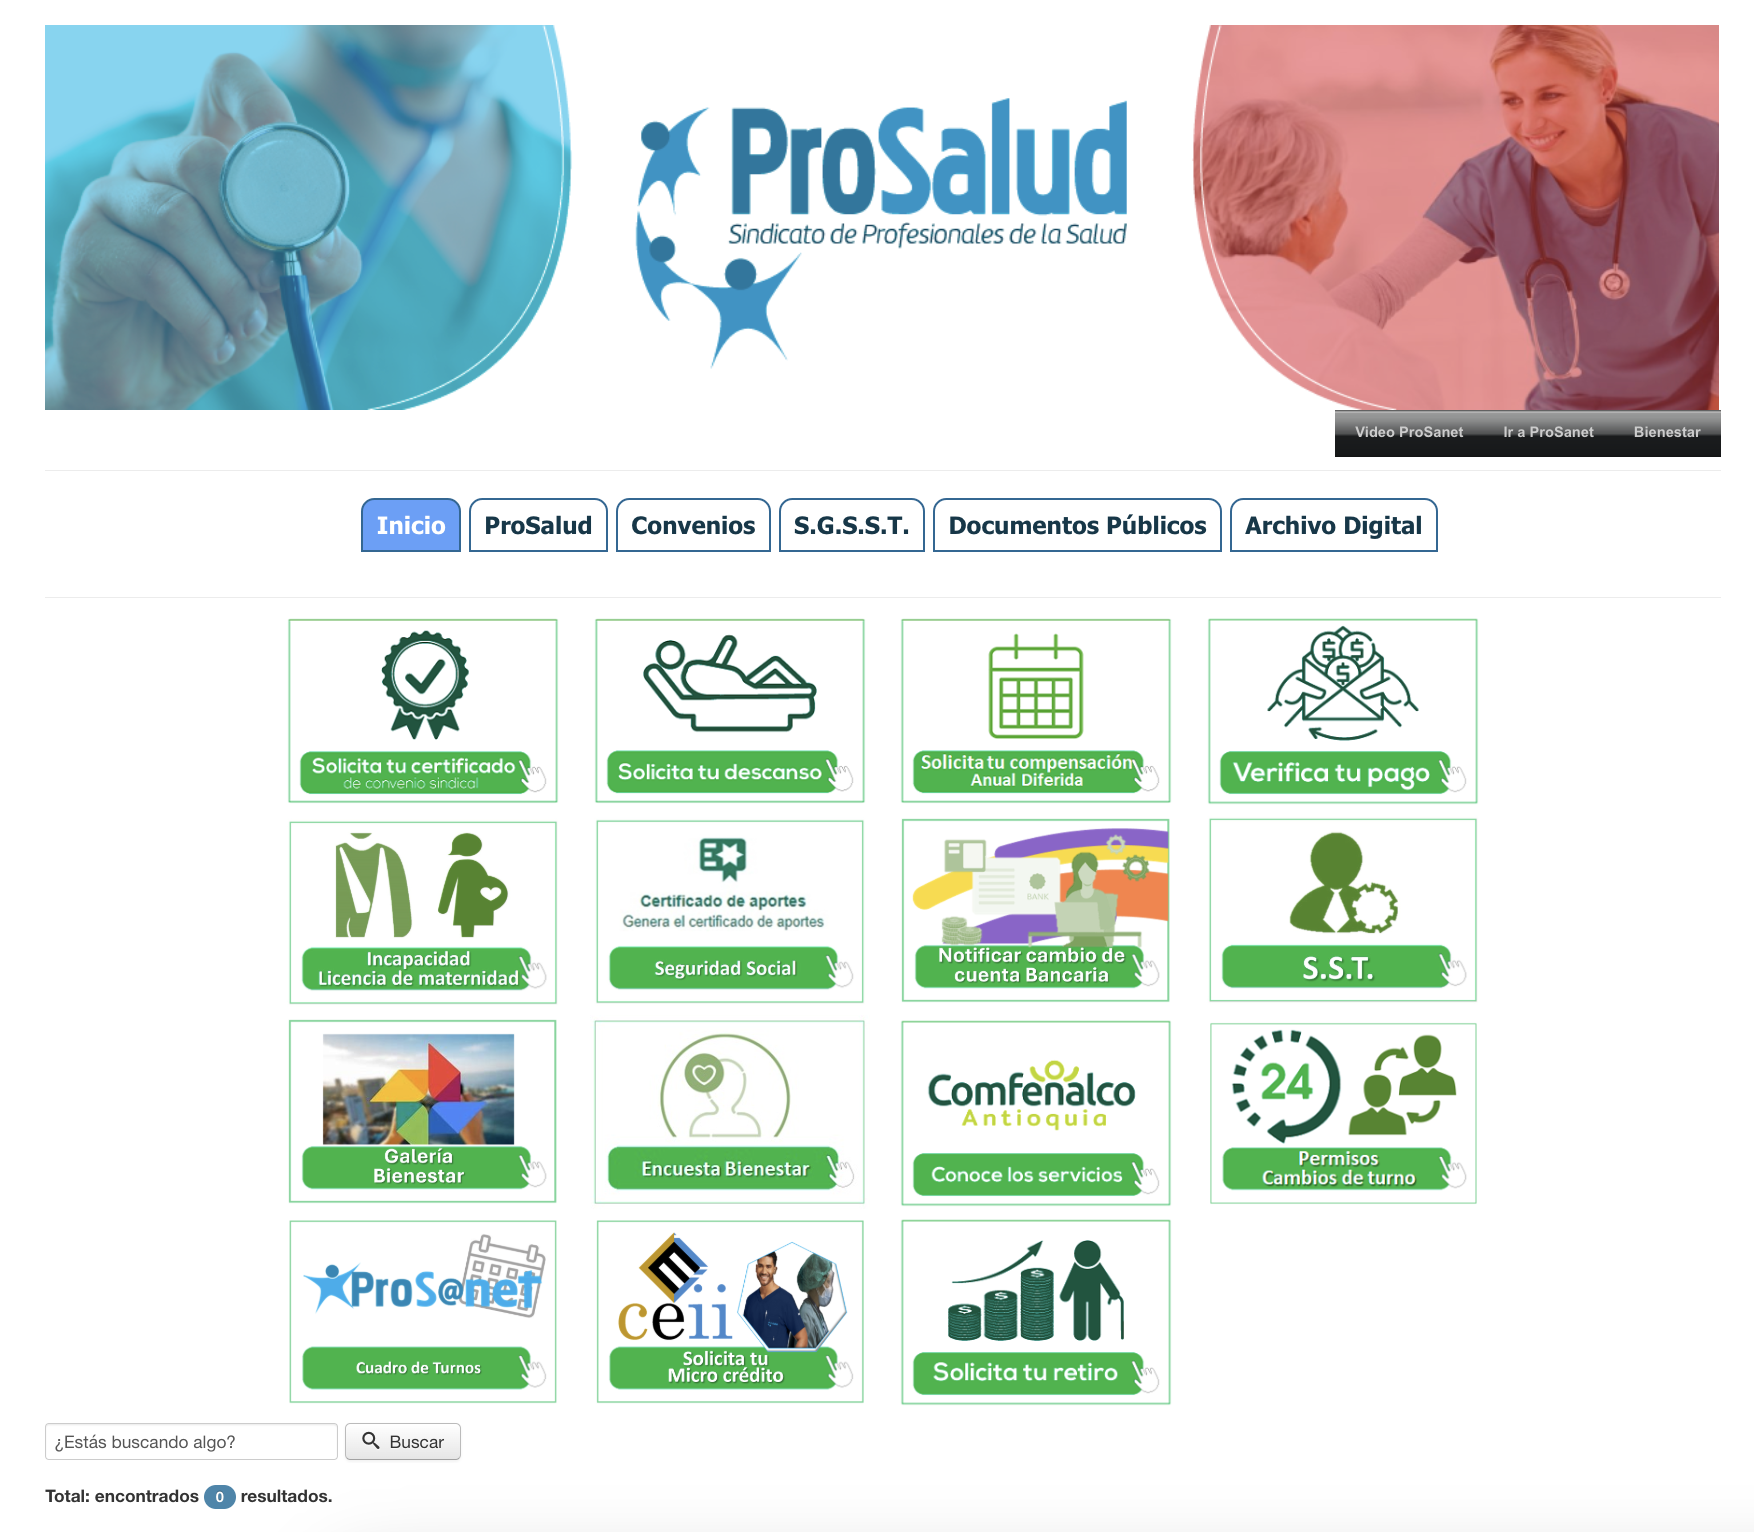 ProSalud
Sindicato de Profesionales de la Salud
Video ProSanet
Ir a ProSanet
Bienestar
Inicio
ProSalud
Convenios
S.G.S.S.T.
Documentos Públicos
Archivo Digital
Solicita tu certificado
de convenio sindical
Solicita tu descanso
Solicita tu compensación
Anual Diferida
$ $
$
Verifica tu pago
Incapacidad
Licencia de maternidad
Certificado de aportes
Genera el certificado de aportes
Seguridad Social
BANK
Notificar cambio de
cuenta Bancaria
S.S.T.
Galería
Bienestar
Encuesta Bienestar
Comfenalco
Antioquia
Conoce los servicios
24
Permisos
Cambios de turno
ProS@net
Cuadro de Turnos
ceii
Solicita tu
Micro crédito
$ $ $
Solicita tu retiro
¿Estás buscando algo?
Buscar
Total: encontrados 0 resultados.